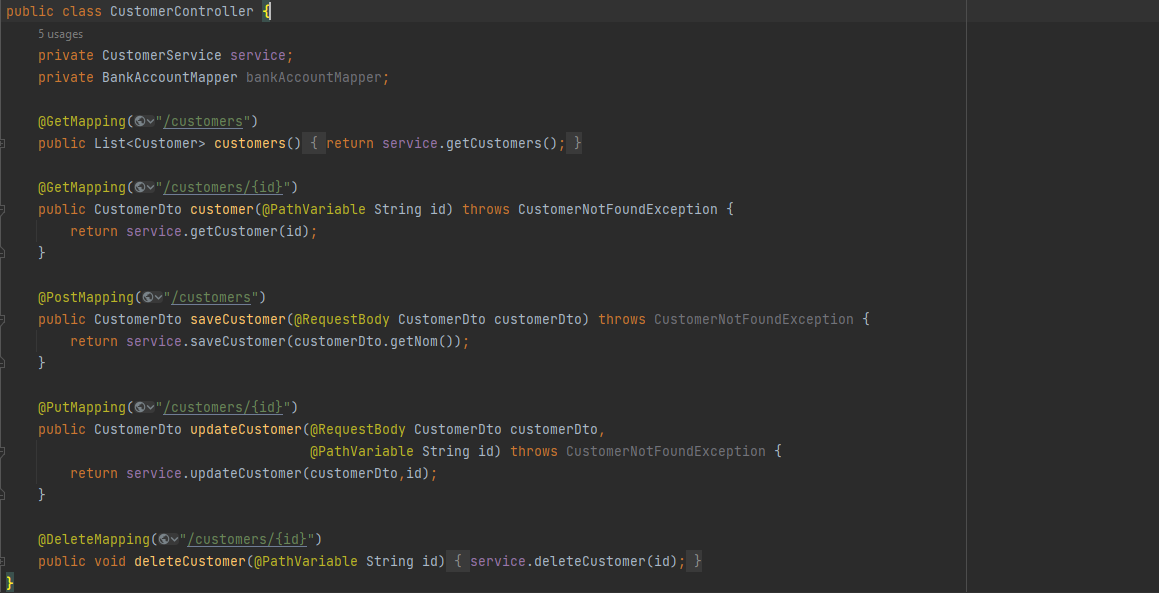 public class CustomerController {
5 usages
private CustomerService service;
private BankAccountMapper bankAccountMapper;
@GetMapping("/customers")
public List<Customer> customers() { return service.getCustomers(); }
@GetMapping("/customers/{id}")
public CustomerDto customer(@PathVariable String id) throws CustomerNotFoundException {
return service.getCustomer(id);
}
@PostMapping("/customers")
public CustomerDto saveCustomer(@RequestBody CustomerDto customerDto) throws CustomerNotFoundException {
return service.saveCustomer(customerDto.getNom());
}
@PutMapping("/customers/{id}")
public CustomerDto updateCustomer(@RequestBody CustomerDto customerDto,
@PathVariable String id) throws CustomerNotFoundException {
return service.updateCustomer(customerDto,id);
}
@DeleteMapping("/customers/{id}")
public void deleteCustomer(@PathVariable String id) { service.deleteCustomer(id); }
}